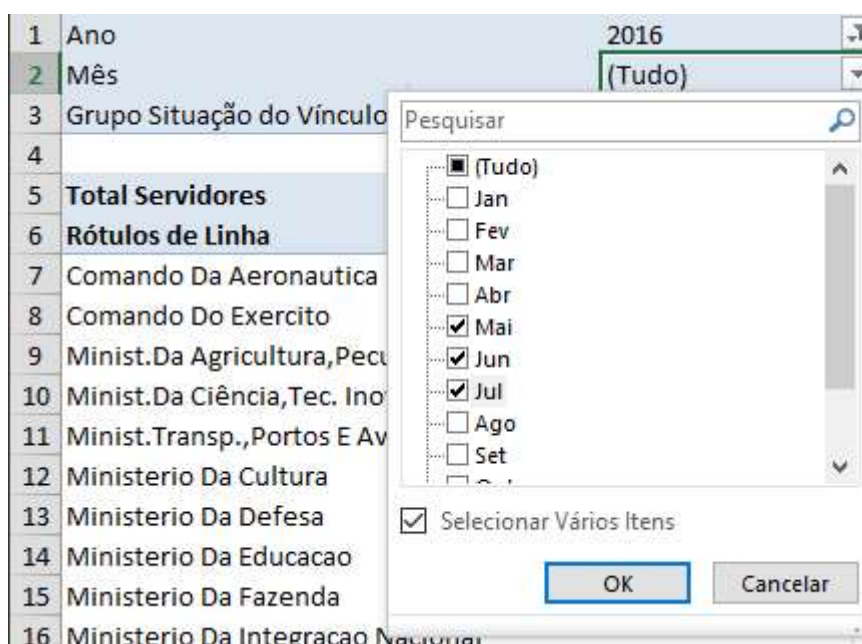 1 Ano 2016
2 Mês (Tudo)
3 Grupo Situação do Vínculo
4
5 Total Servidores
6 Rótulos de Linha
7 Comando Da Aeronautica
8 Comando Do Exercito
9 Minist.Da Agricultura,Pecu
10 Minist.Da Ciência,Tec. Ino
11 Minist.Transp.,Portos E Av
12 Ministerio Da Cultura
13 Ministerio Da Defesa
14 Ministerio Da Educacao
15 Ministerio Da Fazenda
16 Ministerio Da Integracao Nacional
Pesquisar
(Tudo)
Jan
Fev
Mar
Abr
Mai
Jun
Jul
Ago
Set
Selecionar Vários Itens
OK Cancelar